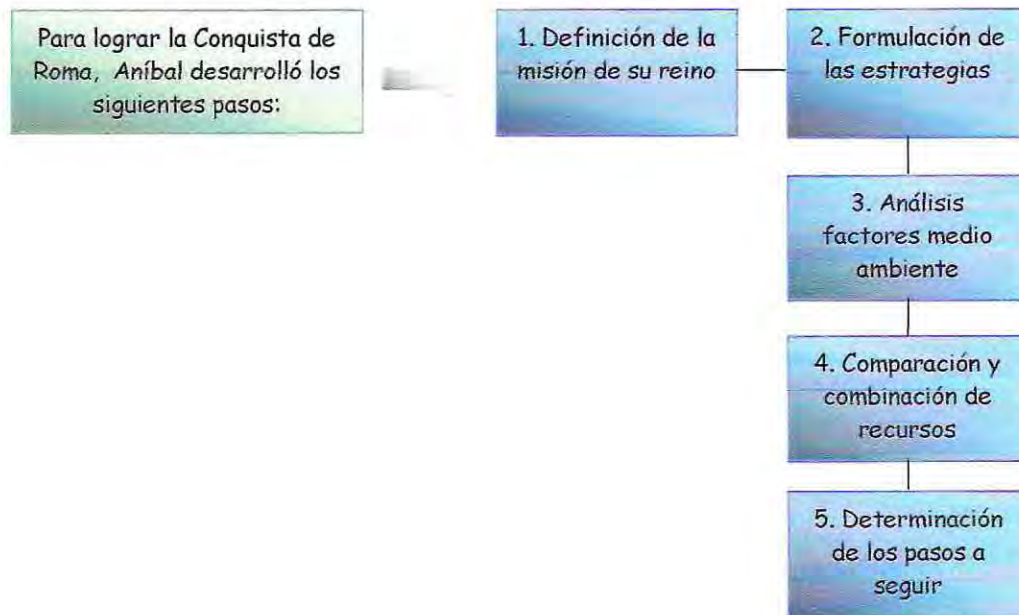 Para lograr la Conquista de
Roma, Aníbal desarrolló los
siguientes pasos:
1. Definición de la
misión de su reino
2. Formulación de
las estrategias
3. Análisis
factores medio
ambiente
4. Comparación y
combinación de
recursos
5. Determinación
de los pasos a
seguir